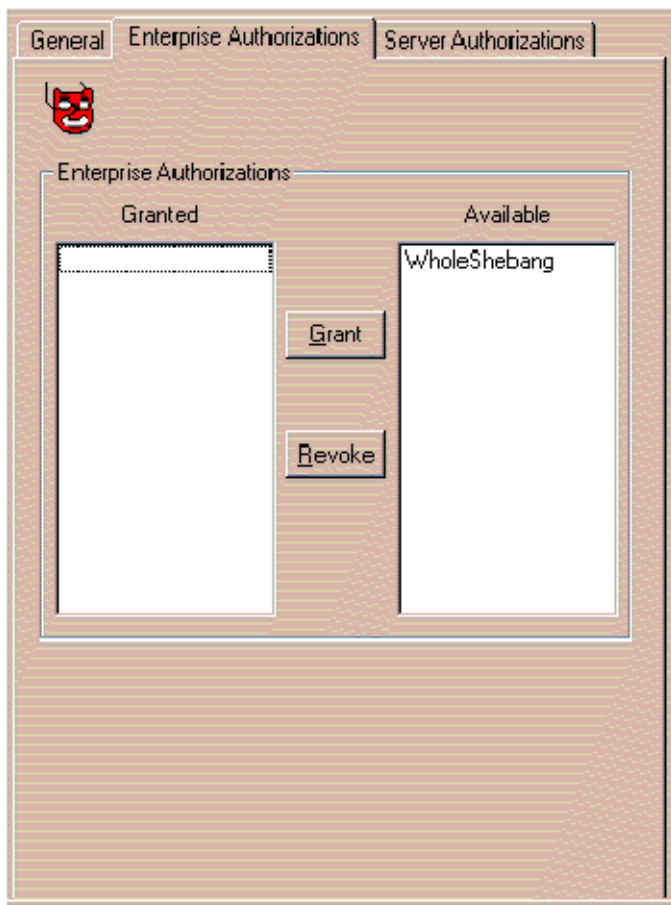 General
Enterprise Authorizations
Server Authorizations
Enterprise Authorizations
Granted
Available
WholeShebang
Grant
Revoke